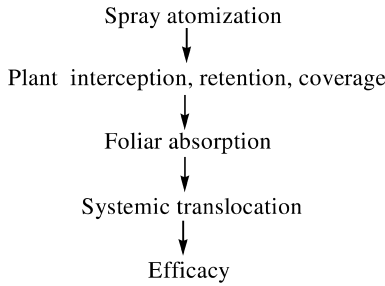 Spray atomization
Plant interception, retention, coverage
Foliar absorption
Systemic translocation
Efficacy